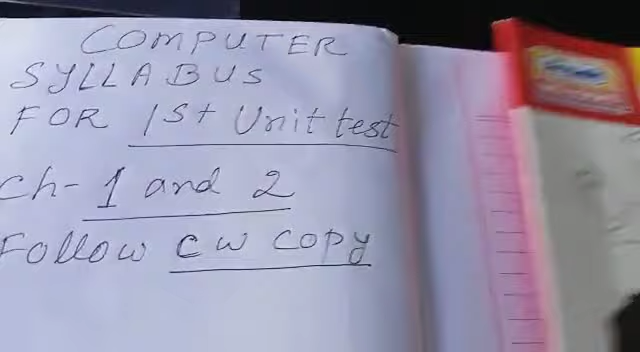 COMPUTER
SYLLABUS
FOR 1St Unit test
Ch- 1 and 2
Follow CW COPY